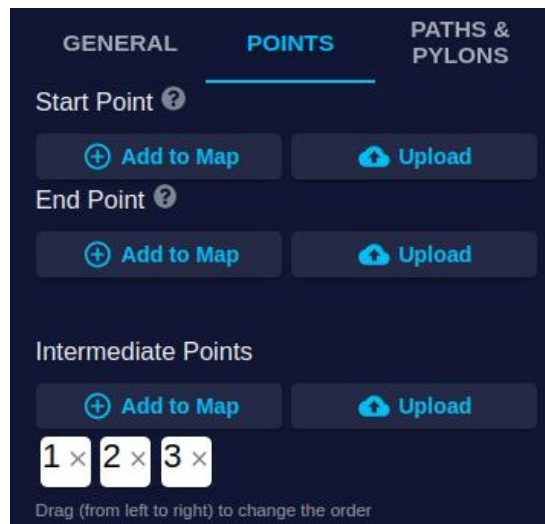 GENERAL POINTS PATHS & PYLONS
Start Point ?
Add to Map Upload
End Point ?
Add to Map Upload
Intermediate Points
Add to Map Upload
1 × 2 × 3 ×
Drag (from left to right) to change the order